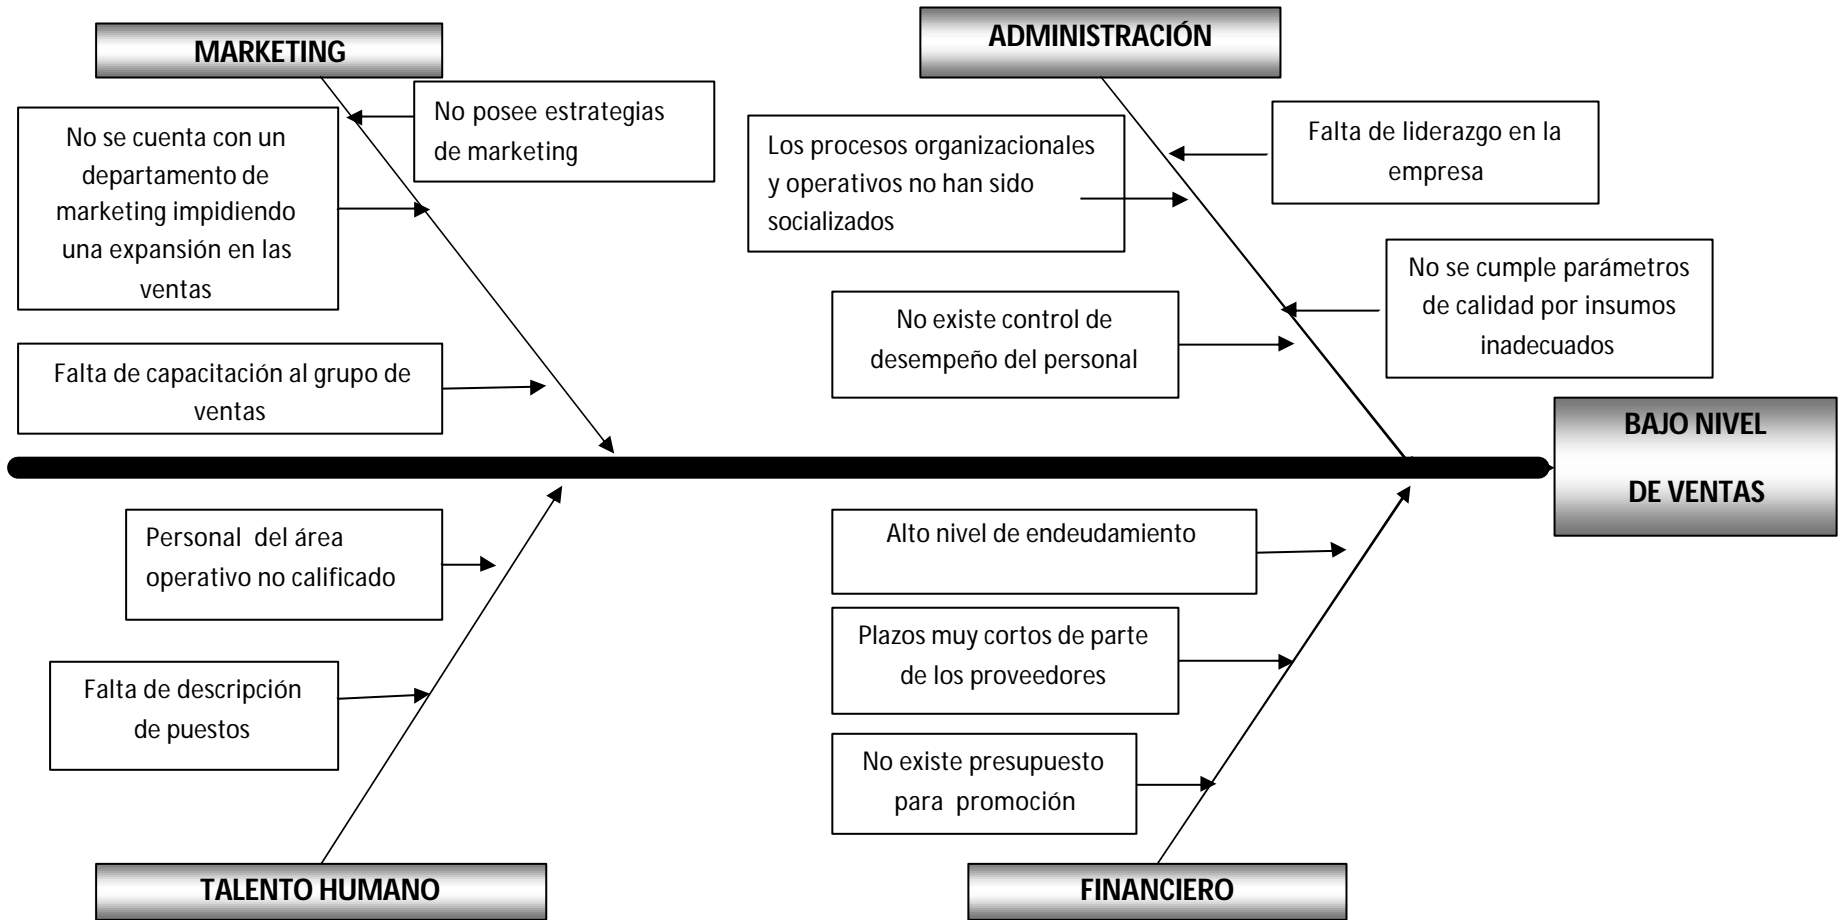 MARKETING
No posee estrategias
de marketing
No se cuenta con un
departamento de
marketing impidiendo
una expansión en las
ventas
Falta de capacitación al grupo de
ventas
ADMINISTRACIÓN
Los procesos organizacionales
y operativos no han sido
socializados
Falta de liderazgo en la
empresa
No existe control de
desempeño del personal
No se cumple parámetros
de calidad por insumos
inadecuados
BAJO NIVEL
DE VENTAS
Personal del área
operativo no calificado
Falta de descripción
de puestos
TALENTO HUMANO
Alto nivel de endeudamiento
Plazos muy cortos de parte
de los proveedores
No existe presupuesto
para promoción
FINANCIERO